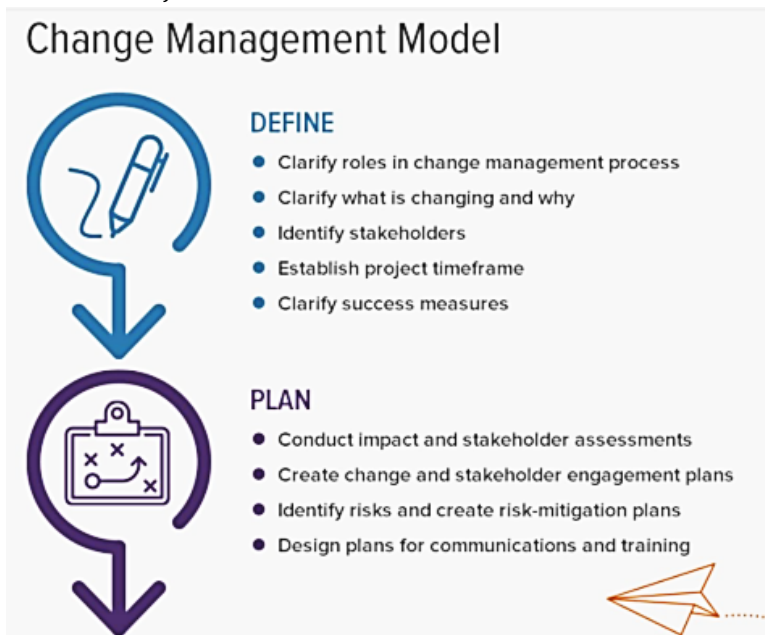 Change Management Model
DEFINE
Clarify roles in change management process
Clarify what is changing and why
Identify stakeholders
Establish project timeframe
Clarify success measures
PLAN
Conduct impact and stakeholder assessments
Create change and stakeholder engagement plans
Identify risks and create risk-mitigation plans
Design plans for communications and training